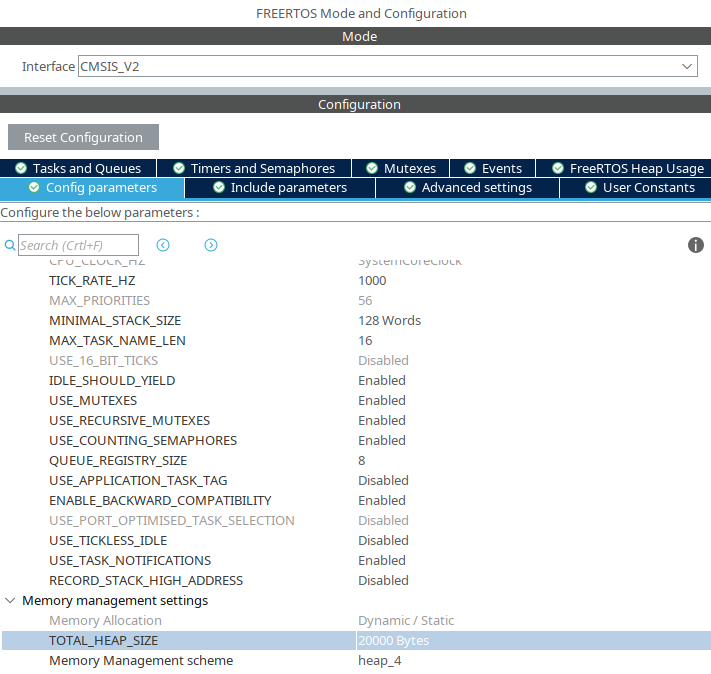 FREERTOS Mode and Configuration
Mode
Interface CMSIS_V2
Configuration
Reset Configuration
Tasks and Queues Timers and Semaphores Mutexes Events FreeRTOS Heap Usage
Config parameters Include parameters Advanced settings User Constants
Configure the below parameters :
Search (Crtl+F)
CPU_CLOCK_HZ SystemCoreClock
TICK_RATE_HZ 1000
MAX_PRIORITIES 56
MINIMAL_STACK_SIZE 128 Words
MAX_TASK_NAME_LEN 16
USE_16_BIT_TICKS Disabled
IDLE_SHOULD_YIELD Enabled
USE_MUTEXES Enabled
USE_RECURSIVE_MUTEXES Enabled
USE_COUNTING_SEMAPHORES Enabled
QUEUE_REGISTRY_SIZE 8
USE_APPLICATION_TASK_TAG Disabled
ENABLE_BACKWARD_COMPATIBILITY Enabled
USE_PORT_OPTIMISED_TASK_SELECTION Disabled
USE_TICKLESS_IDLE Disabled
USE_TASK_NOTIFICATIONS Enabled
RECORD_STACK_HIGH_ADDRESS Disabled
Memory management settings
Memory Allocation Dynamic / Static
TOTAL_HEAP_SIZE 20000 Bytes
Memory Management scheme heap_4